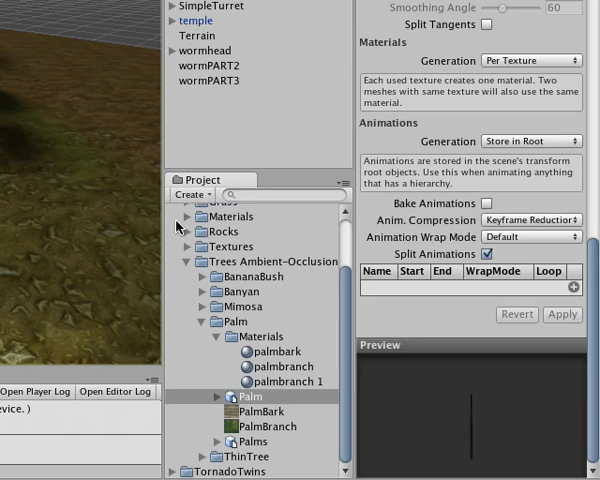 SimpleTurret
temple
Terrain
wormhead
wormPART2
wormPART3
Project
Create
Materials
Rocks
Textures
Trees Ambient-Occlusion
BananaBush
Banyan
Mimosa
Palm
Materials
palmbark
palmbranch
palmbranch 1
Palm
PalmBark
PalmBranch
Palms
ThinTree
TornadoTwins
Open Player Log
Open Editor Log
evice. )
Smoothing Angle 60
Split Tangents
Materials
Generation Per Texture
Each used texture creates one material. Two
meshes with same texture will also use the same
material.
Animations
Generation Store in Root
Animations are stored in the scene's transform
root objects. Use this when animating anything
that has a hierarchy.
Bake Animations
Anim. Compression Keyframe Reductior
Animation Wrap Mode Default
Split Animations
Name Start End WrapMode Loop
Revert Apply
Preview